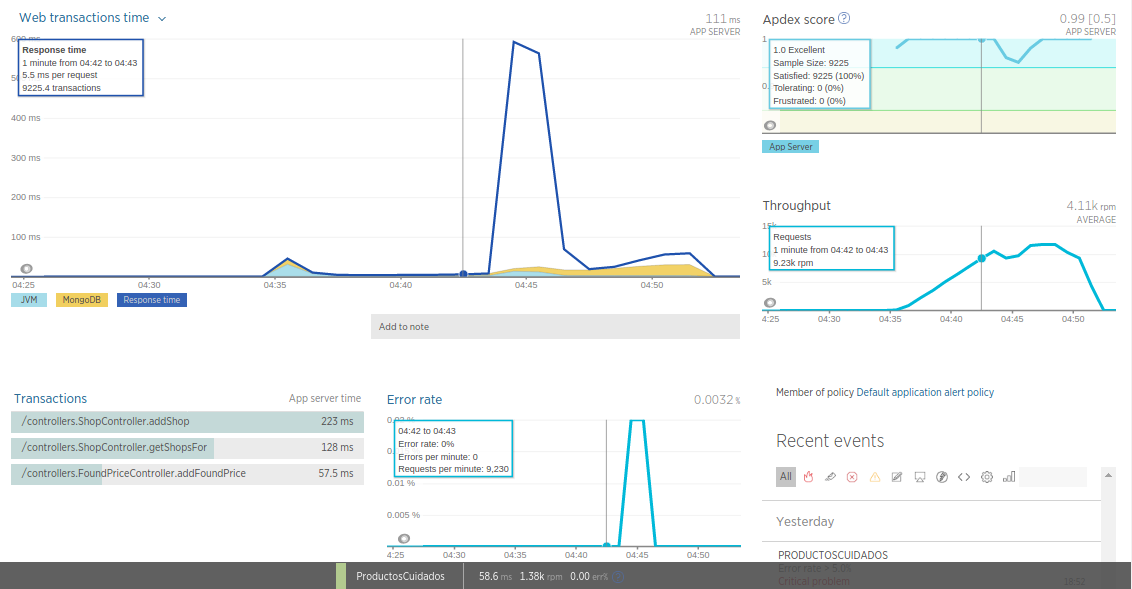 Web transactions time
111 ms
APP SERVER
Response time
1 minute from 04:42 to 04:43
5.5 ms per request
9225.4 transactions
400 ms
300 ms
200 ms
100 ms
04:25 04:30 04:35 04:40 04:45 04:50
JVM MongoDB Response time
Add to note
Apdex score ?
0.99 [0.5]
APP SERVER
1
1.0 Excellent
Sample Size: 9225
Satisfied: 9225 (100%)
Tolerating: 0 (0%)
Frustrated: 0 (0%)
App Server
Throughput
4.11k rpm
AVERAGE
Requests
1 minute from 04:42 to 04:43
9.23k rpm
5k
4:25 04:30 04:35 04:40 04:45 04:50
Transactions App server time
/controllers.ShopController.addShop 223 ms
/controllers.ShopController.getShopsFor 128 ms
/controllers.FoundPriceController.addFoundPrice 57.5 ms
Error rate
0.0032 %
04:42 to 04:43
Error rate: 0%
Errors per minute: 0
Requests per minute: 9,230
0.01 %
0.005 %
4:25 04:30 04:35 04:40 04:45 04:50
Member of policy Default application alert policy
Recent events
All
Yesterday
PRODUCTOSCUIDADOS
Error rate > 5.0%
Critical problem 18:52
ProductosCuidados 58.6 ms 1.38k rpm 0.00 err%